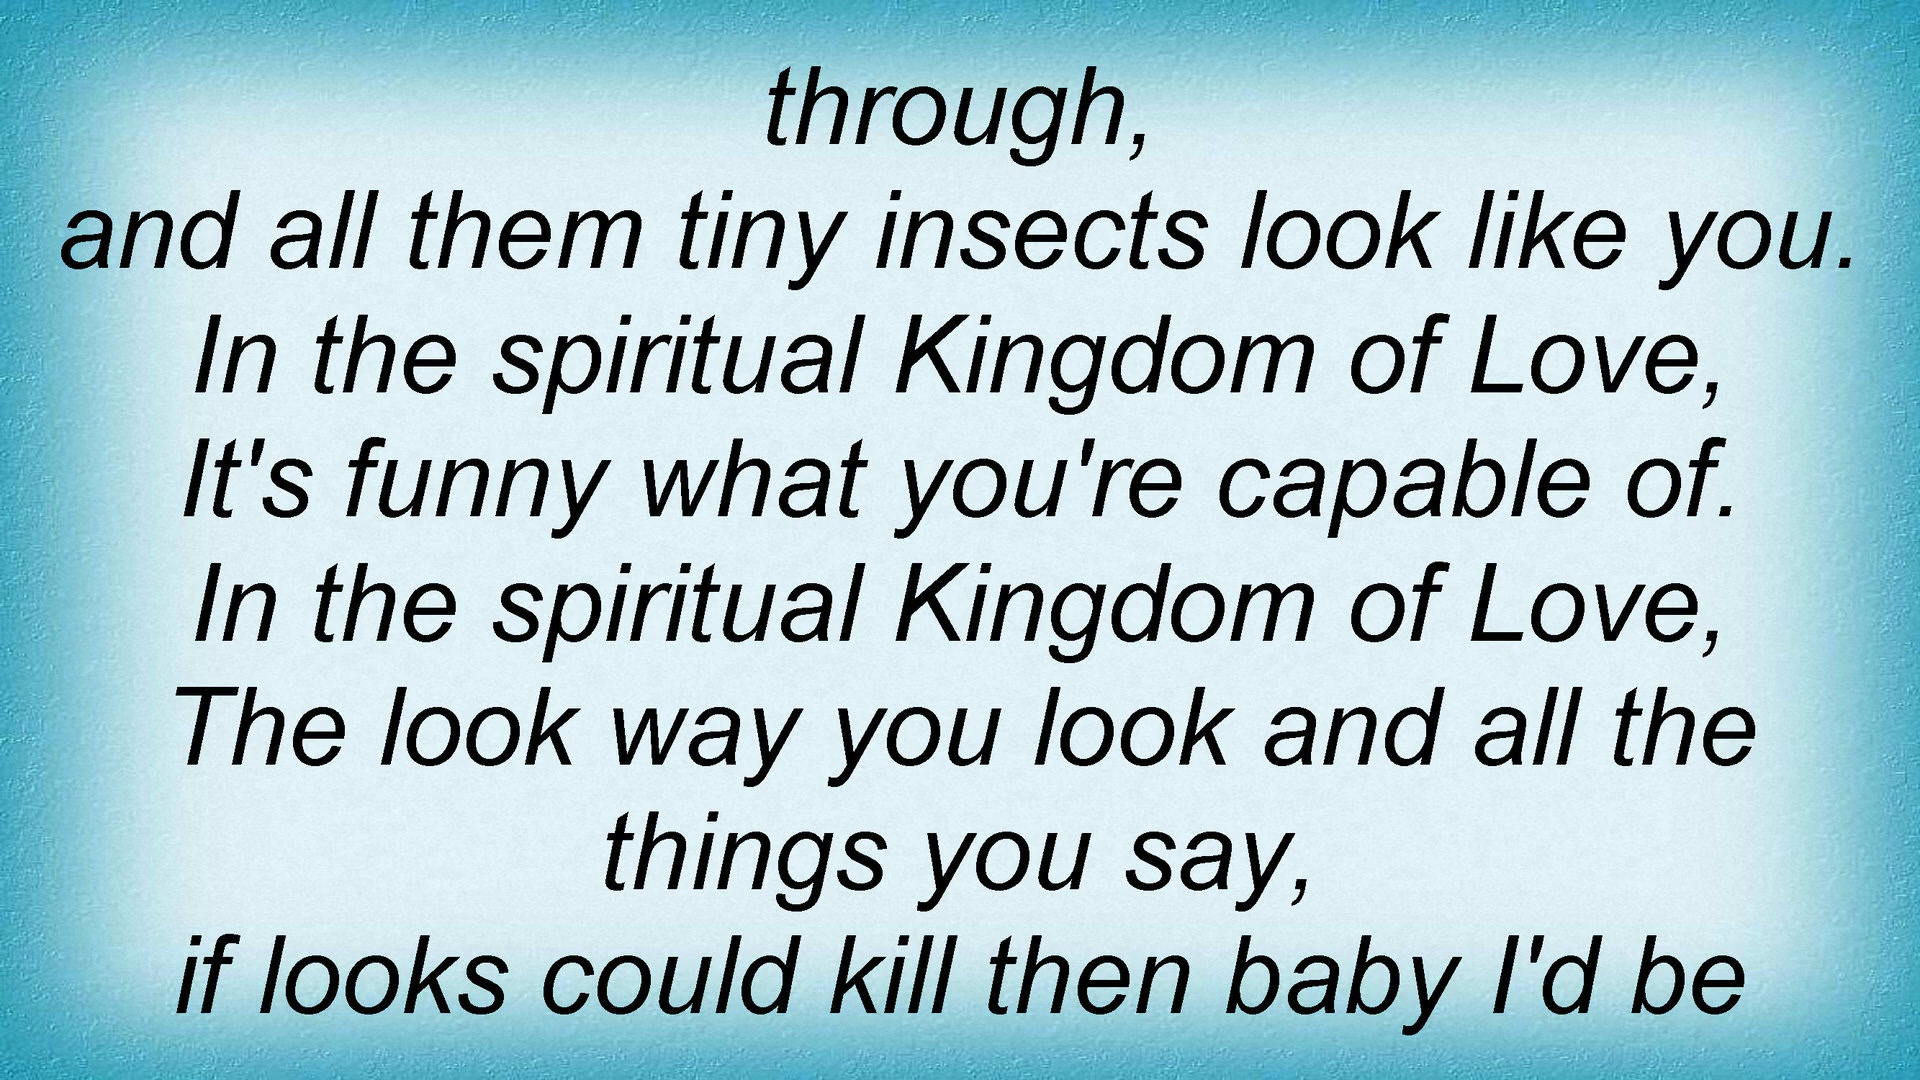 through,
and all them tiny insects look like you.
In the spiritual Kingdom of Love,
It's funny what you're capable of.
In the spiritual Kingdom of Love,
The look way you look and all the
things you say,
if looks could kill then baby I'd be